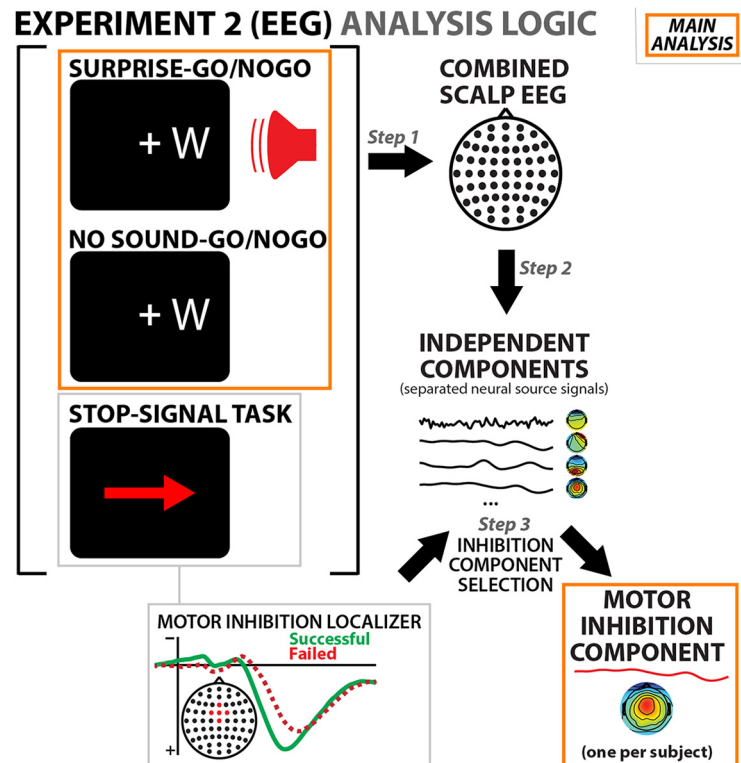 EXPERIMENT 2 (EEG) ANALYSIS LOGIC
MAIN
ANALYSIS
SURPRISE-GO/NOGO
+ W
NO SOUND-GO/NOGO
+ W
STOP-SIGNAL TASK
Step 1
COMBINED
SCALP EEG
Step 2
INDEPENDENT
COMPONENTS
(separated neural source signals)
...
Step 3
INHIBITION
COMPONENT
SELECTION
MOTOR INHIBITION LOCALIZER
Successful
Failed
−
+
MOTOR
INHIBITION
COMPONENT
(one per subject)